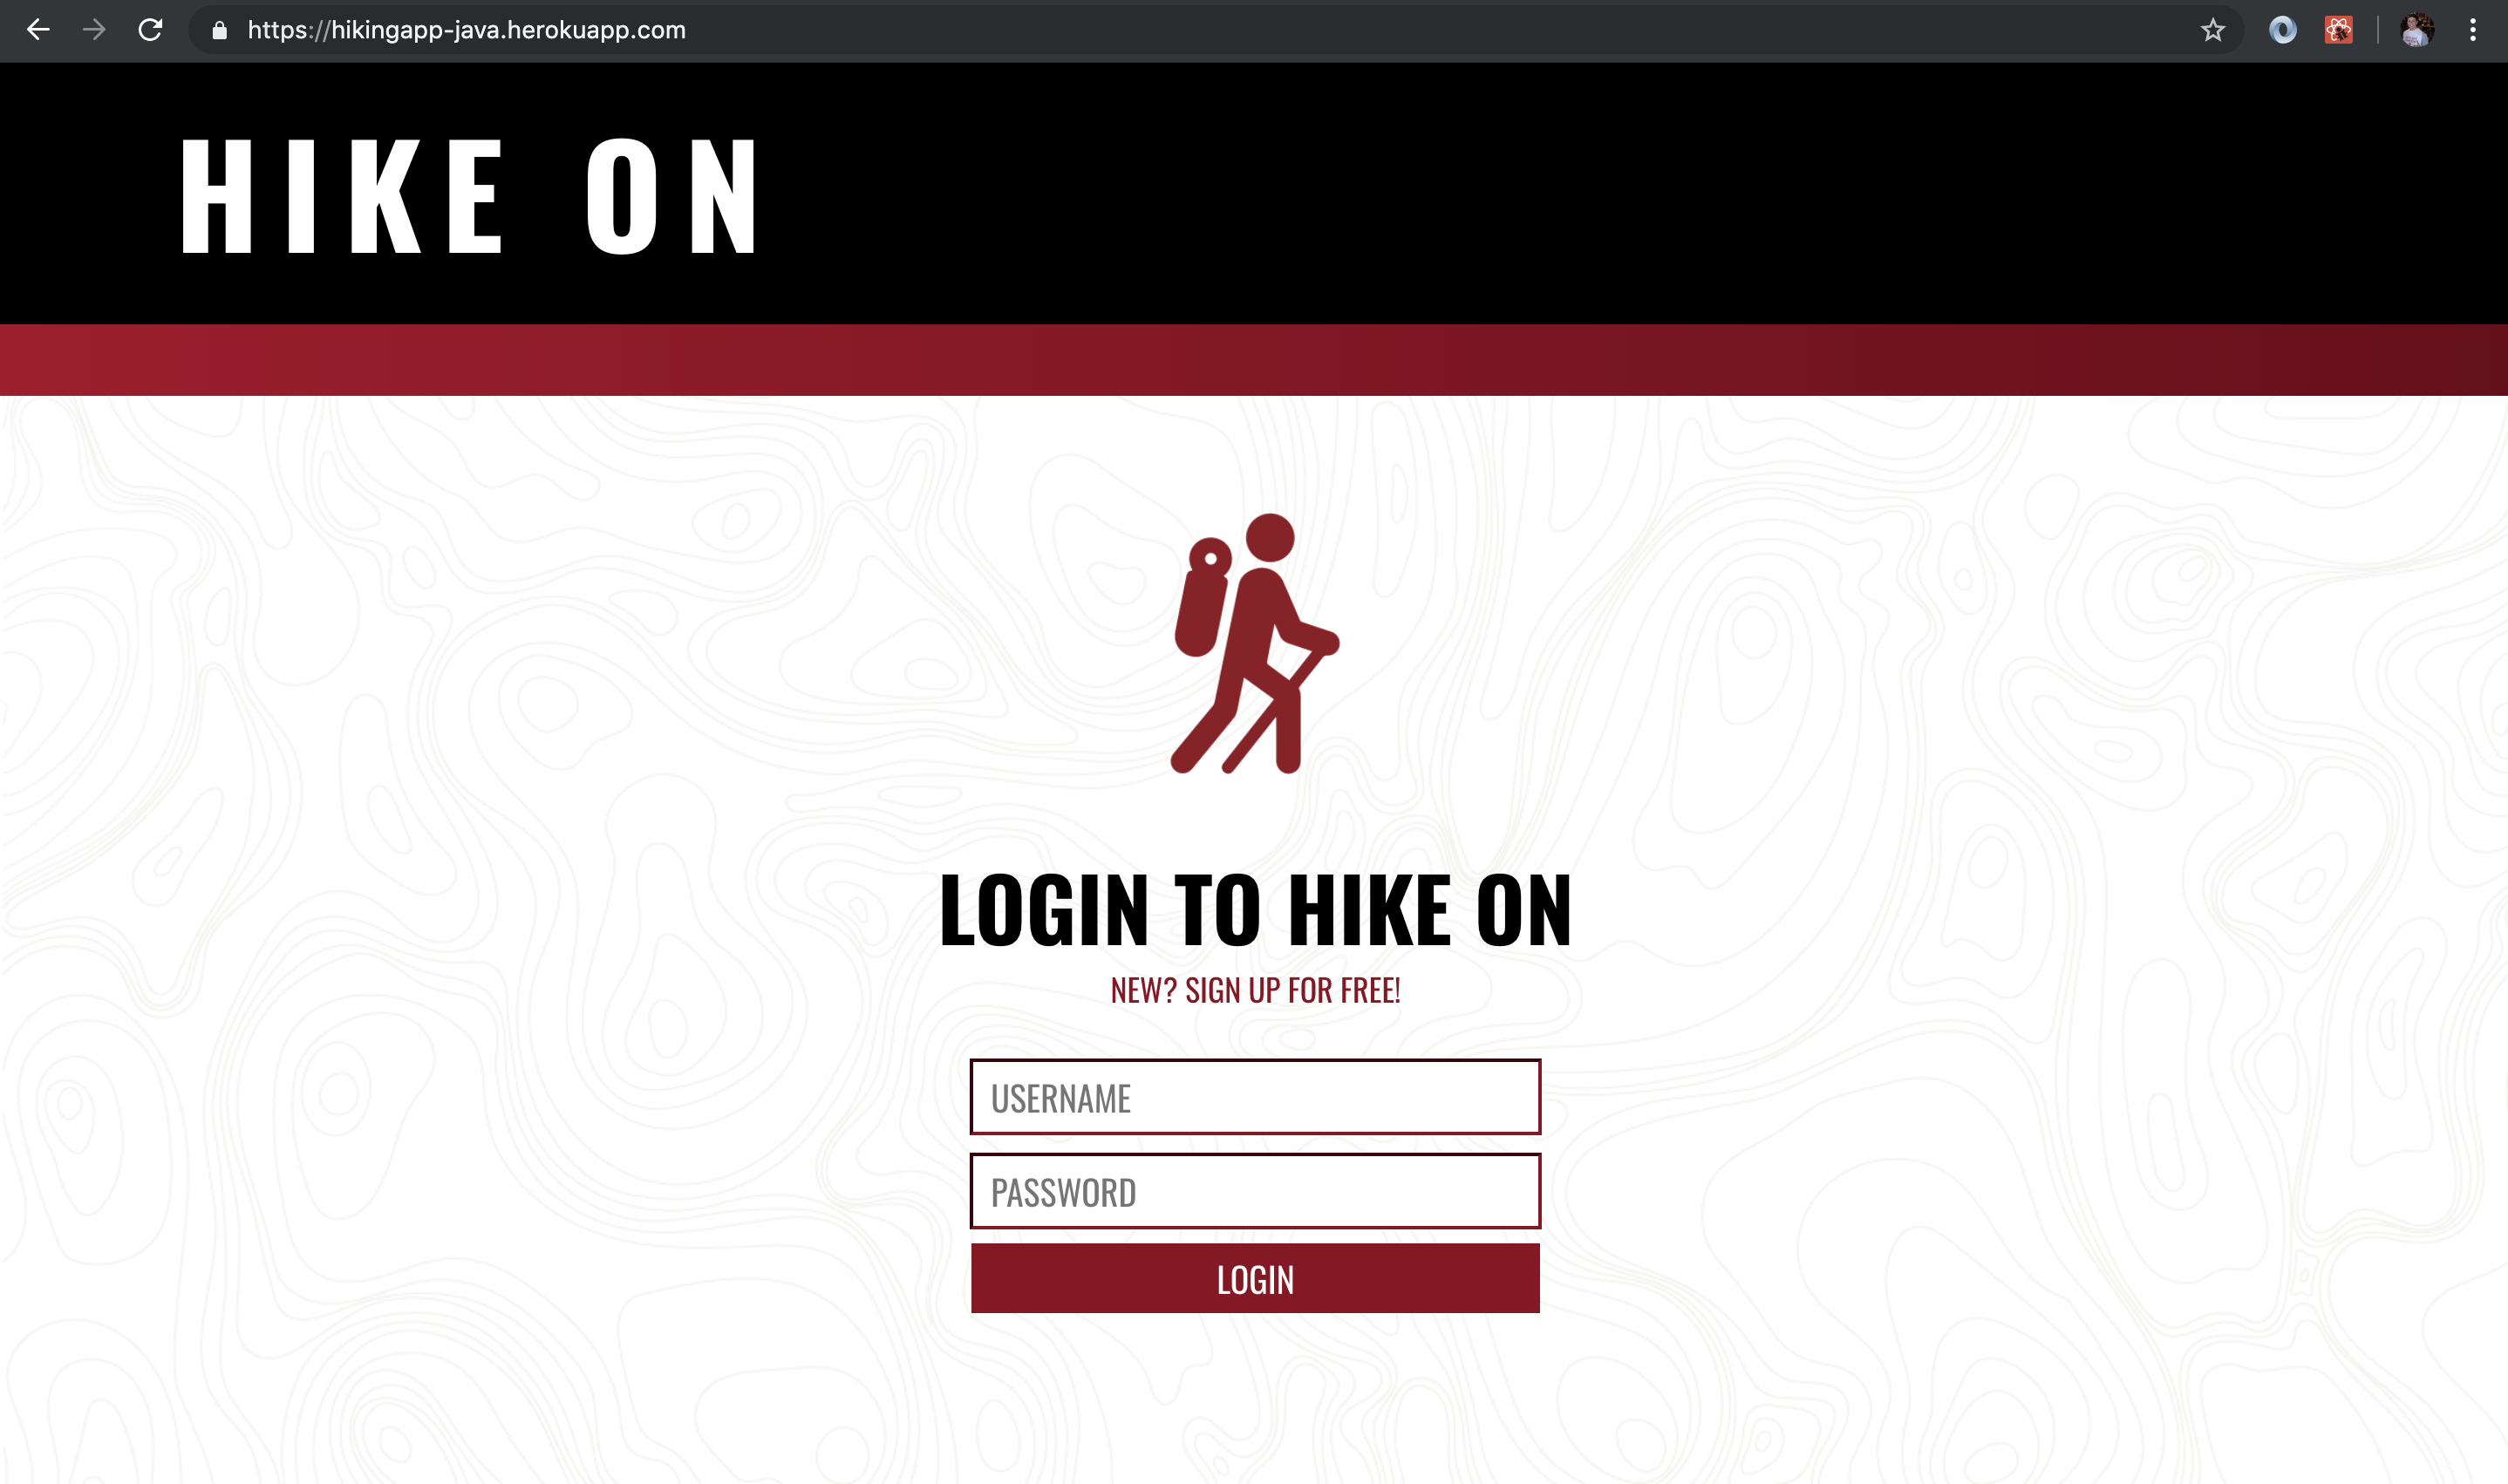 https://hikingapp-java.herokuapp.com
HIKE ON
LOGIN TO HIKE ON
NEW? SIGN UP FOR FREE!
USERNAME
PASSWORD
LOGIN